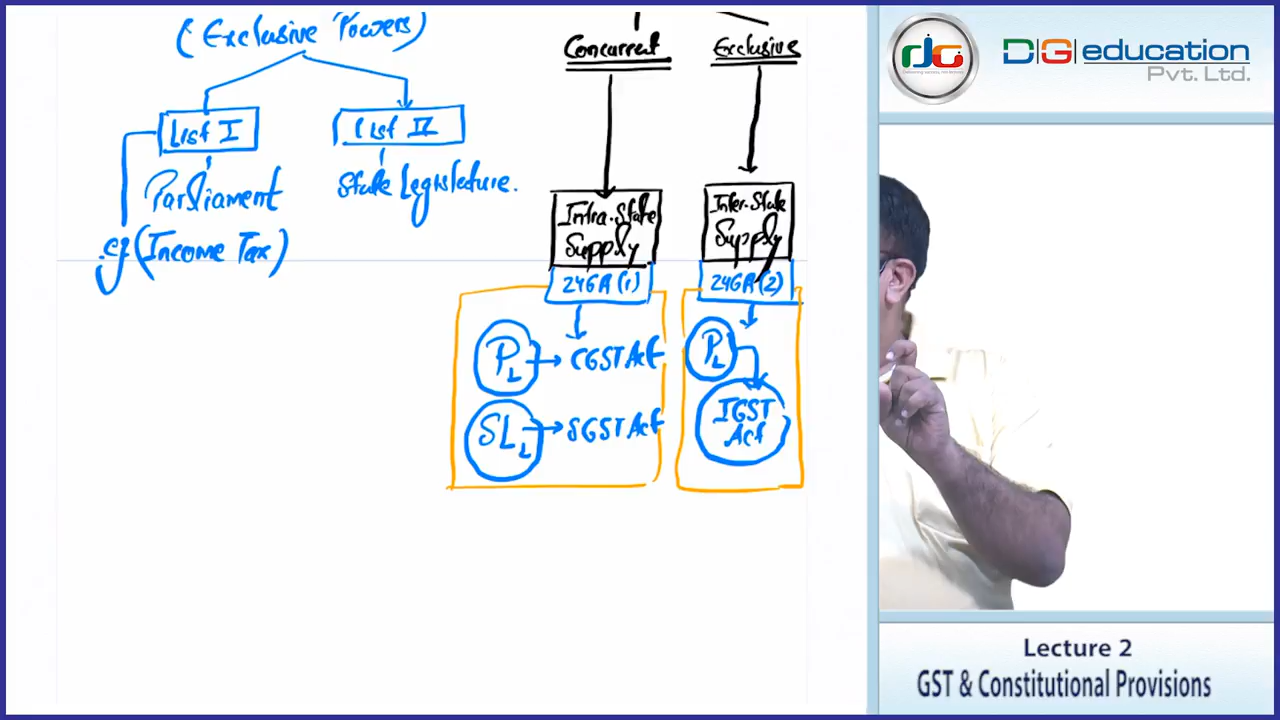 (Exclusive Powers)
List I
List II
Parliament
State Legislature.
eg (Income Tax)
Concurrent
Exclusive
Intra-State
Supply
Inter-State
Supply
246A (1)
246A (2)
PL → CGST Act
SLL → SGST Act
PL
IGST
Act
D|G education
Pvt. Ltd.
Lecture 2
GST & Constitutional Provisions